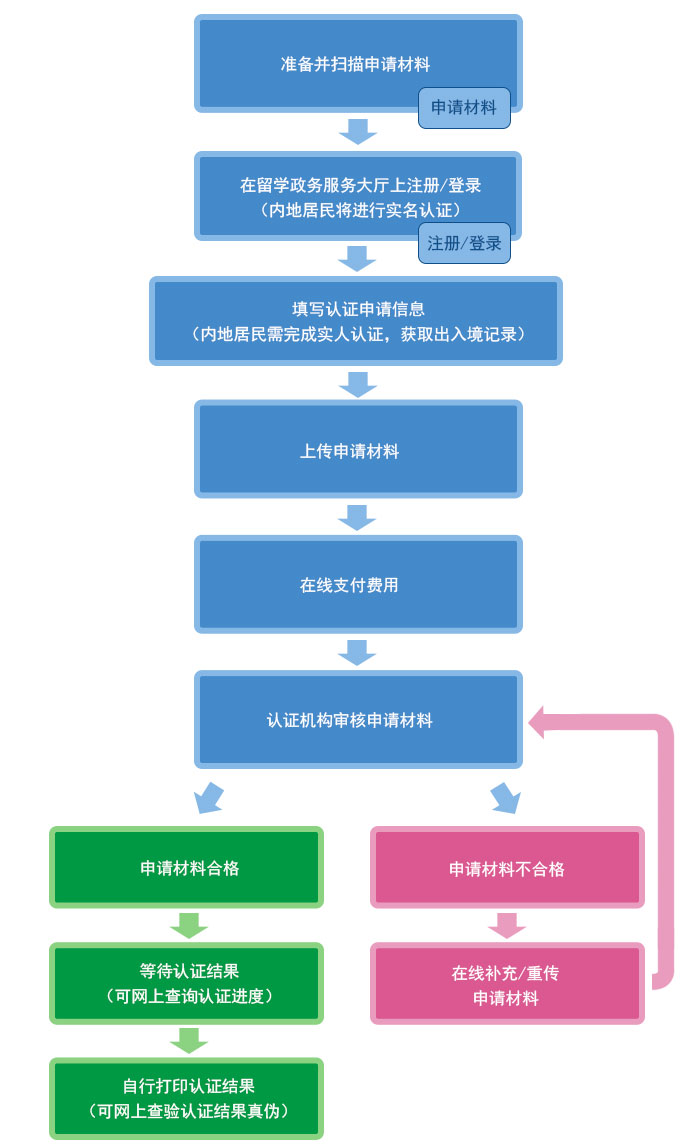 准备并扫描申请材料
申请材料
在留学政务服务大厅上注册/登录
（内地居民将进行实名认证）
注册/登录
填写认证申请信息
（内地居民需完成实人认证，获取出入境记录）
上传申请材料
在线支付费用
认证机构审核申请材料
申请材料合格
申请材料不合格
等待认证结果
（可网上查询认证进度）
在线补充/重传
申请材料
自行打印认证结果
（可网上查验认证结果真伪）